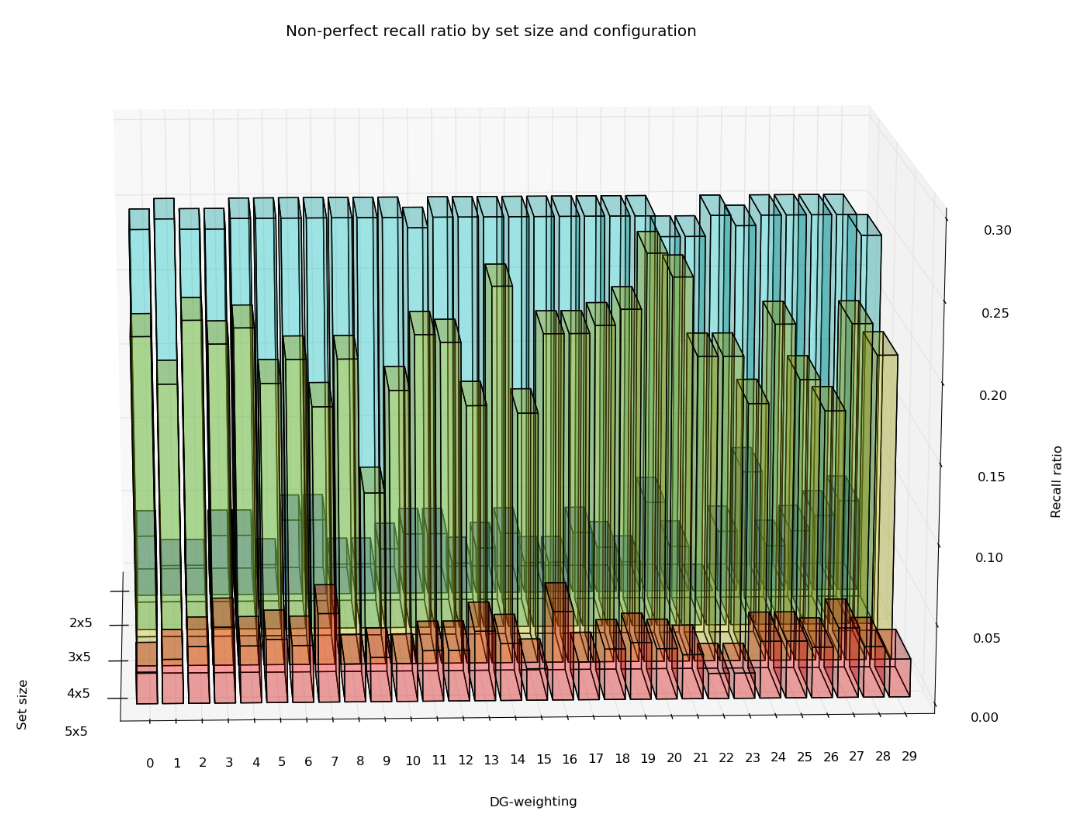 Non-perfect recall ratio by set size and configuration
0.30
0.25
0.20
0.15
0.10
0.05
0.00
Recall ratio
2x5
3x5
4x5
5x5
Set size
0 1 2 3 4 5 6 7 8 9 10 11 12 13 14 15 16 17 18 19 20 21 22 23 24 25 26 27 28 29
DG-weighting